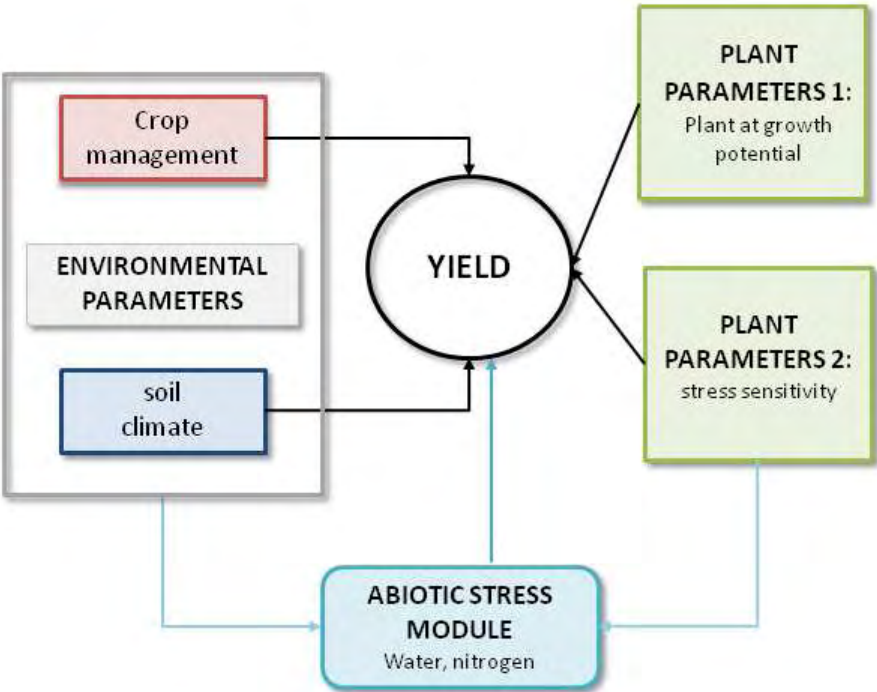 Crop
management
ENVIRONMENTAL
PARAMETERS
soil
climate
YIELD
PLANT
PARAMETERS 1:
Plant at growth
potential
PLANT
PARAMETERS 2:
stress sensitivity
ABIOTIC STRESS
MODULE
Water, nitrogen